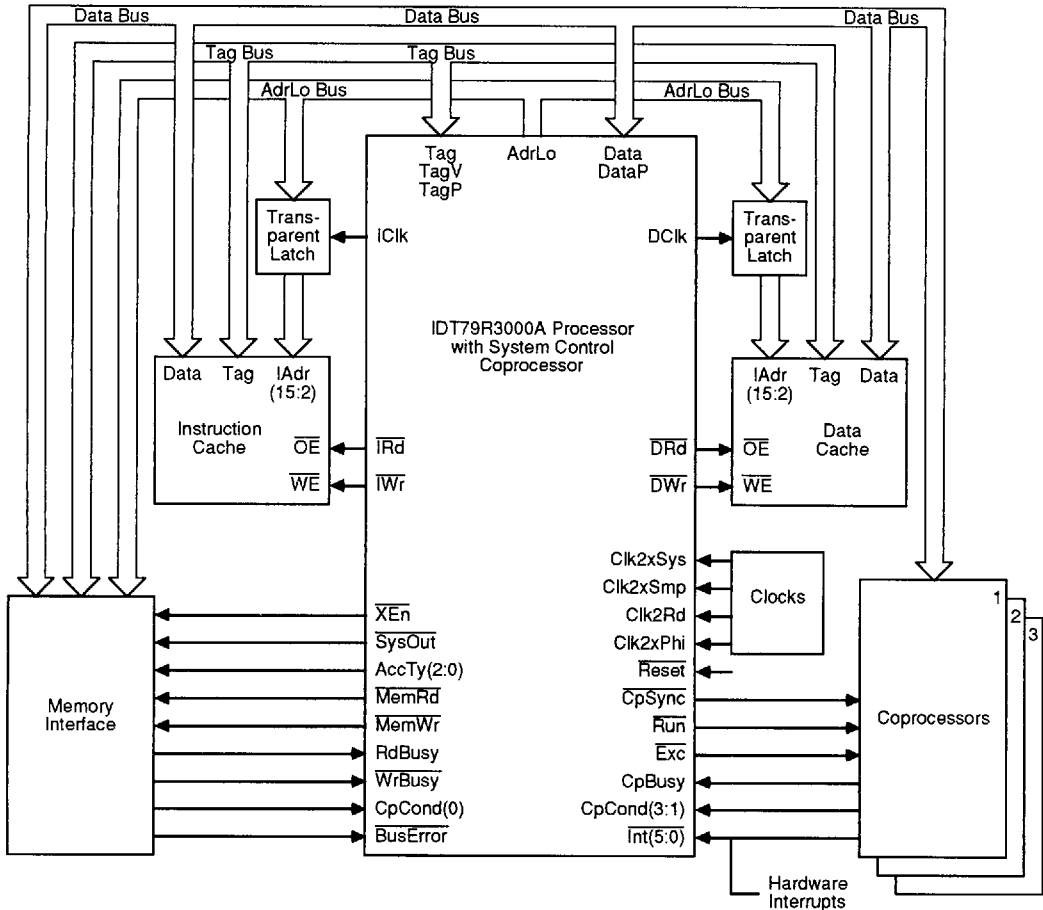 Data Bus
Data Bus
Data Bus
Tag Bus
Tag Bus
AdrLo Bus
AdrLo Bus
Tag
TagV
TagP
AdrLo
Data
DataP
Trans-
parent
Latch
IClk
DClk
Trans-
parent
Latch
IDT79R3000A Processor
with System Control
Coprocessor
Data Tag IAdr
(15:2)
Instruction
Cache
OE
WE
IRd
IWr
DRd
DWr
IAdr Tag Data
(15:2)
Data
Cache
OE
WE
Clk2xSys
Clk2xSmp
Clk2Rd
Clk2xPhi
Clocks
Reset
Memory
Interface
XEn
SysOut
AccTy(2:0)
MemRd
MemWr
RdBusy
WrBusy
CpCond(0)
BusError
CpSync
Run
Exc
CpBusy
CpCond(3:1)
Int(5:0)
1
2
3
Coprocessors
Hardware
Interrupts